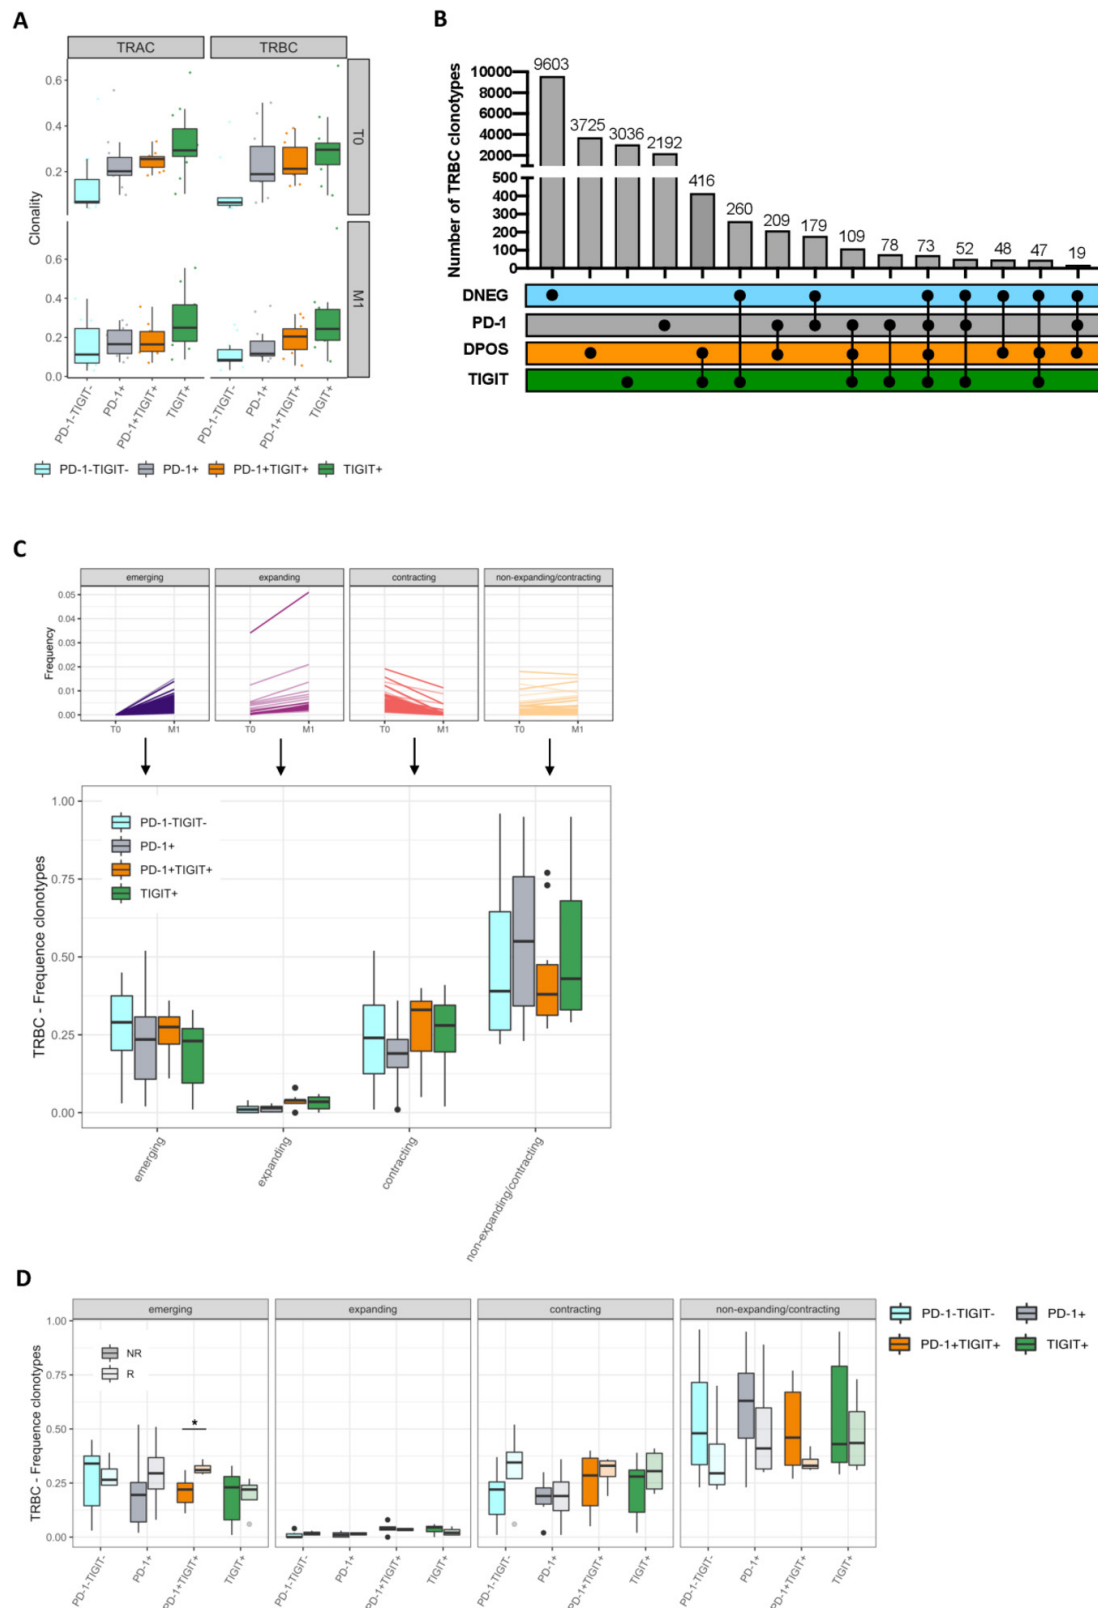 A
TRAC
TRBC
0.6
0.4
0.2
T0
Clonality
0.6
0.4
0.2
0.0
M1
PD-1-TIGIT-
PD-1+
PD-1+TIGIT+
TIGIT+
PD-1-TIGIT-
PD-1+
PD-1+TIGIT+
TIGIT+
PD-1-TIGIT- PD-1+ PD-1+TIGIT+ TIGIT+
B
Number of TRBC clonotypes
10000
8000
6000
4000
2000
500
400
300
200
100
0
9603
3725
3036
2192
416
260
209
179
109
78
73
52
48
47
19
DNEG
PD-1
DPOS
TIGIT
C
emerging
expanding
contracting
non-expanding/contracting
Frequency
0.05
0.04
0.03
0.02
0.01
0.00
T0 M1 T0 M1 T0 M1 T0 M1
TRBC - Frequence clonotypes
1.00
0.75
0.50
0.25
0.00
PD-1-TIGIT-
PD-1+
PD-1+TIGIT+
TIGIT+
emerging
expanding
contracting
non-expanding/contracting
D
emerging
expanding
contracting
non-expanding/contracting
TRBC - Frequence clonotypes
1.00
0.75
0.50
0.25
0.00
NR
R
*
PD-1-TIGIT-
PD-1+
PD-1+TIGIT+
TIGIT+
PD-1-TIGIT-
PD-1+
PD-1+TIGIT+
TIGIT+
PD-1-TIGIT-
PD-1+
PD-1+TIGIT+
TIGIT+
PD-1-TIGIT-
PD-1+
PD-1+TIGIT+
TIGIT+
PD-1-TIGIT- PD-1+
PD-1+TIGIT+ TIGIT+